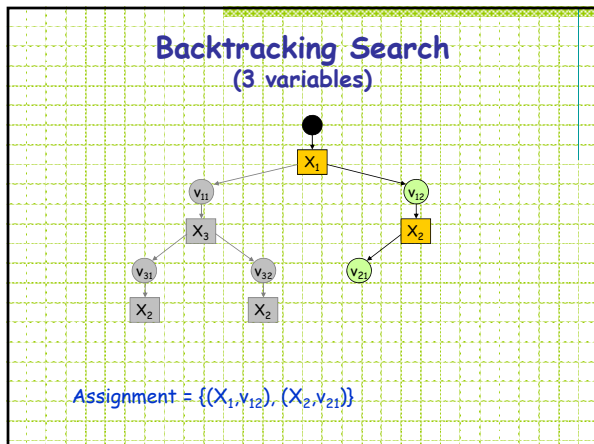 Backtracking Search
(3 variables)
X₁
v₁₁
v₁₂
X₃
X₂
v₃₁
v₃₂
v₂₁
X₂
X₂
Assignment = {(X₁,v₁₂), (X₂,v₂₁)}